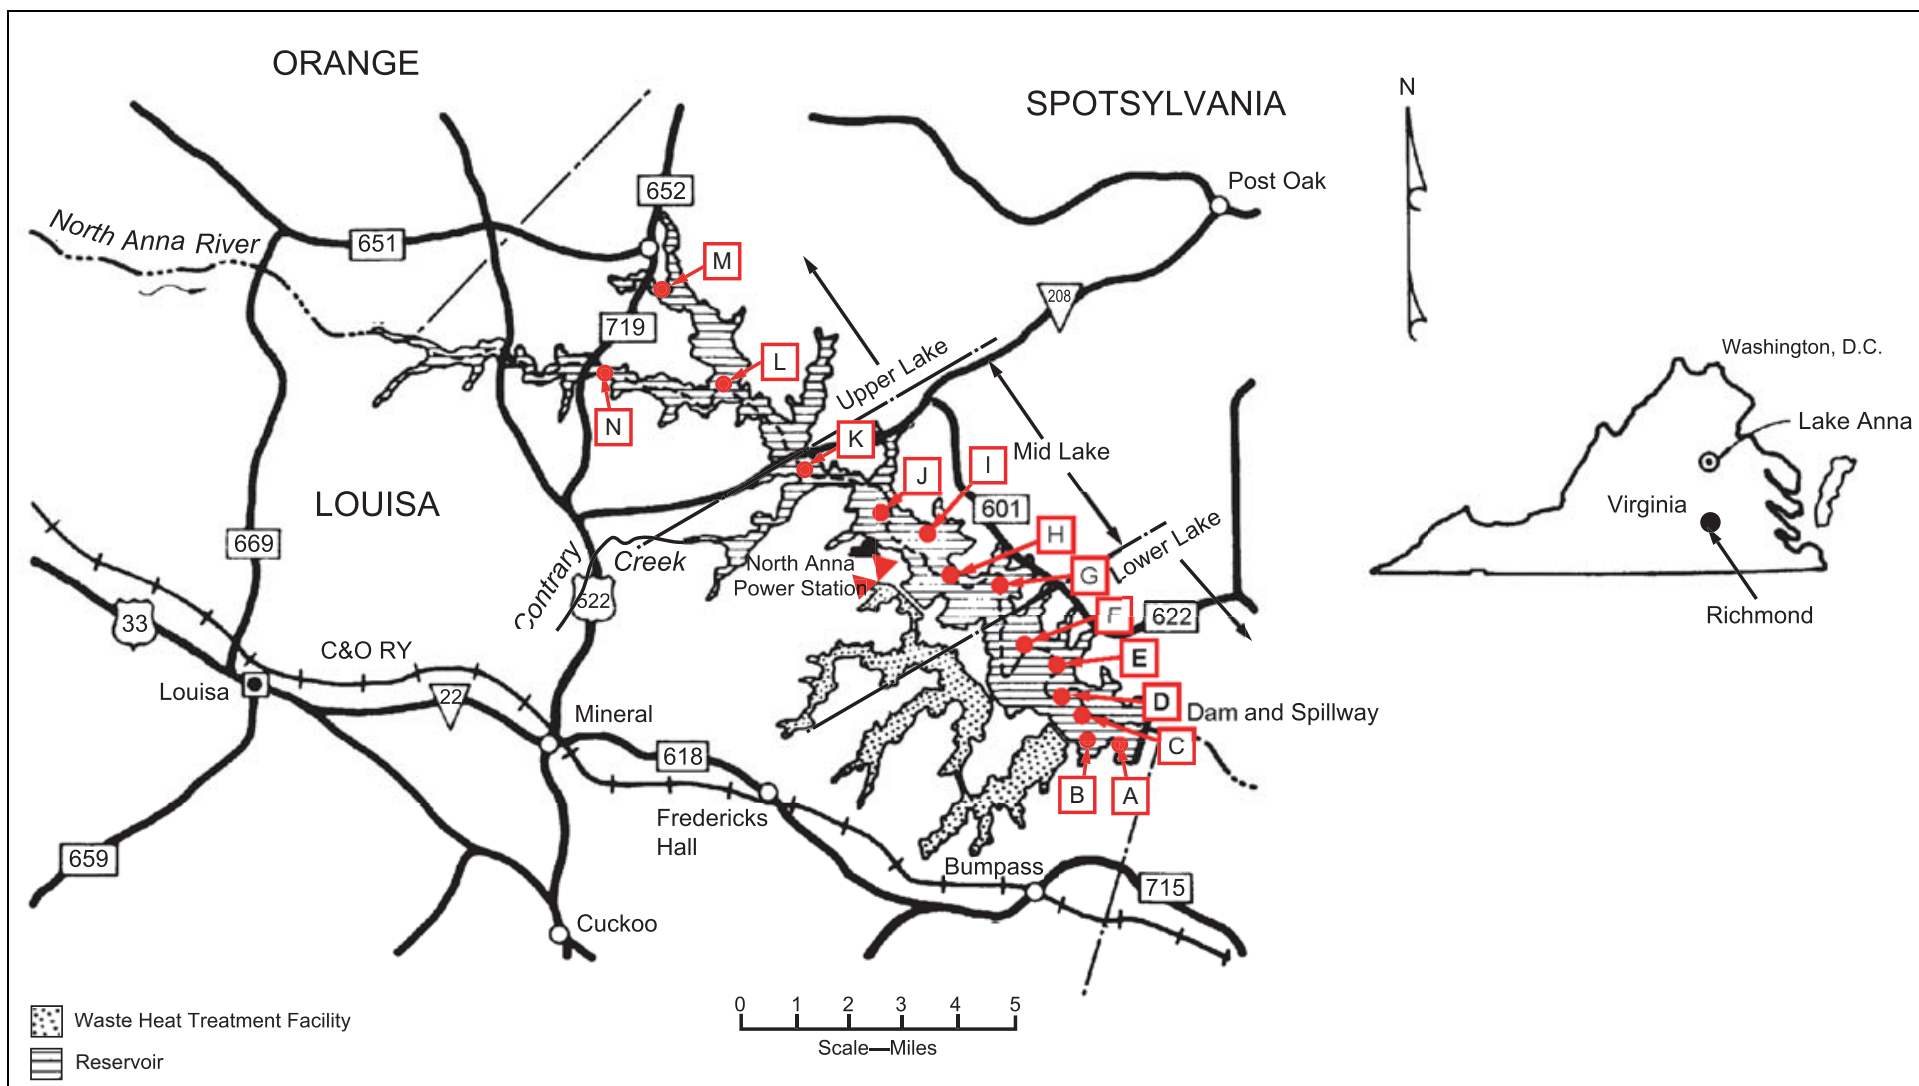 ORANGE
SPOTSYLVANIA
N
Post Oak
652
North Anna River
651
M
208
719
Upper Lake
L
Washington, D.C.
N
K
Lake Anna
Mid Lake
J
I
LOUISA
601
Virginia
669
H
Lower Lake
Contrary
Creek
North Anna
Power Station
G
522
Richmond
33
F
622
C&O RY
E
Louisa
22
D
Mineral
Dam and Spillway
C
618
B
A
Fredericks
Hall
659
Bumpass
715
Cuckoo
0 1 2 3 4 5
Scale—Miles
Waste Heat Treatment Facility
Reservoir